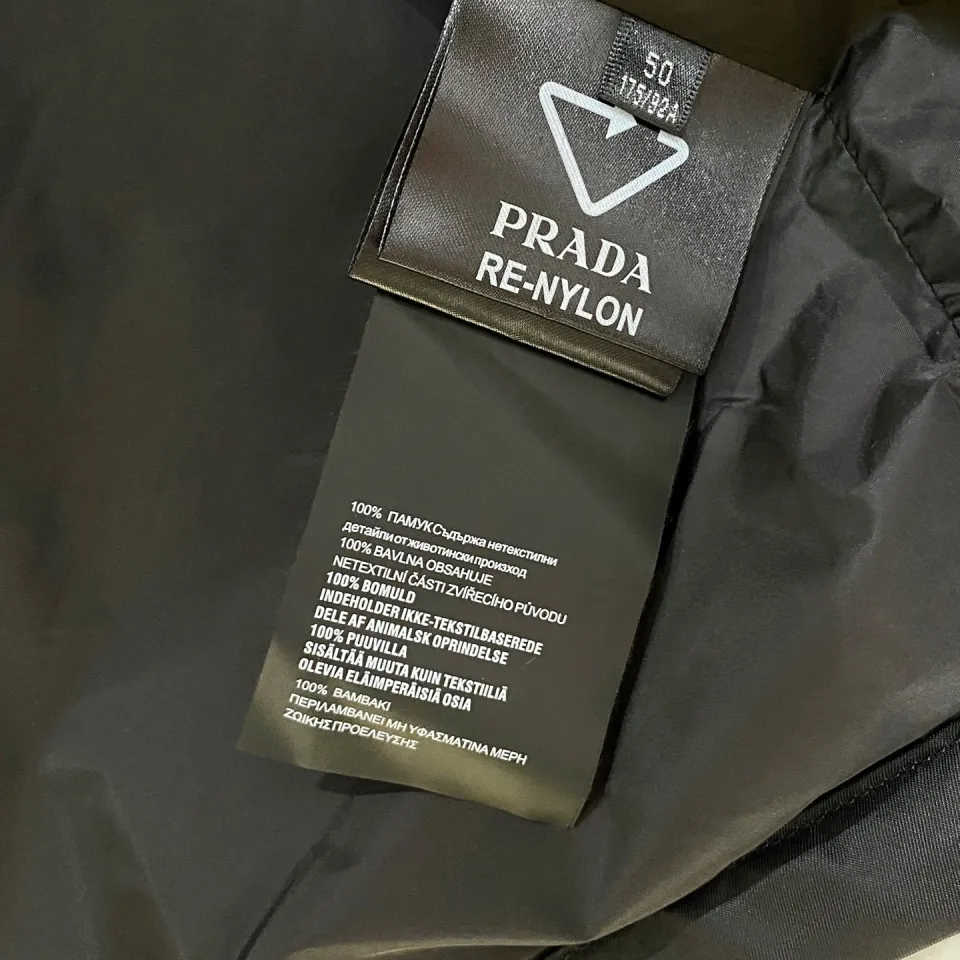 50
175/92A
PRADA
RE-NYLON
100% ПАМУК Съдържа нетекстилни
детайли от животински произход
100% BAVLNA OBSAHUJE
NETEXTILNÍ ČÁSTI ZVÍŘECÍHO PŮVODU
100% BOMULD
INDEHOLDER IKKE-TEKSTILBASEREDE
DELE AF ANIMALSK OPRINDELSE
100% PUUVILLA
SISÄLTÄÄ MUUTA KUIN TEKSTIILIÄ
OLEVIA ELÄIMPERÄISIÄ OSIA
100% ΒΑΜΒΑΚΙ
ΠΕΡΙΛΑΜΒΑΝΕΙ ΜΗ ΥΦΑΣΜΑΤΙΝΑ ΜΕΡΗ
ΖΩΙΚΗΣ ΠΡΟΕΛΕΥΣΗΣ